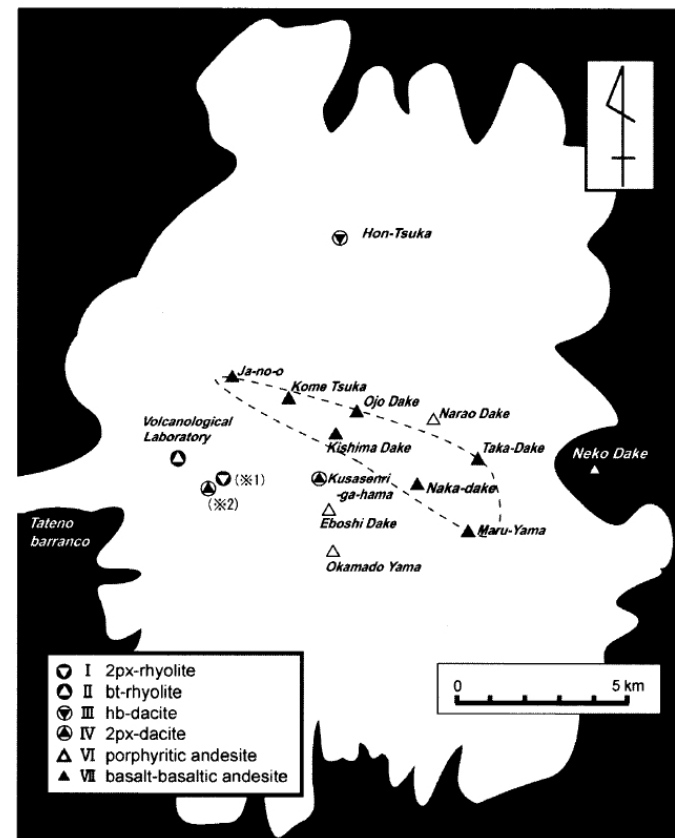 Hon-Tsuka
Ja-no-o
Kome Tsuka
Ojo Dake
Narao Dake
Volcanological
Laboratory
Kishima Dake
Taka-Dake
Neko Dake
(※1)
Kusasenri
-ga-hama
Naka-dake
(※2)
Eboshi Dake
Tateno
barranco
Maru-Yama
Okamado Yama
I 2px-rhyolite
II bt-rhyolite
III hb-dacite
IV 2px-dacite
VI porphyritic andesite
VII basalt-basaltic andesite
0 5 km